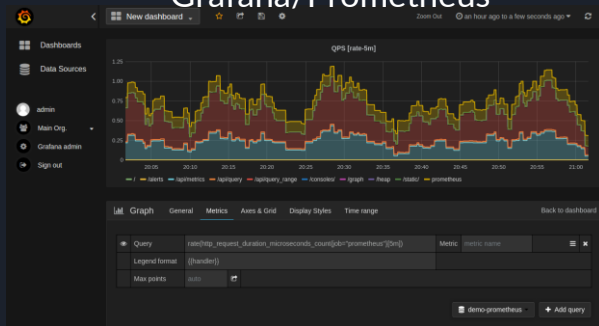 Grafana/Prometheus
New dashboard
Zoom Out
an hour ago to a few seconds ago
Dashboards
Data Sources
admin
Main Org.
Grafana admin
Sign out
QPS [rate-5m]
1.25
1.00
0.75
0.50
0.25
0
20:05 20:10 20:15 20:20 20:25 20:30 20:35 20:40 20:45 20:50 20:55 21:00
/ /alerts /api/metrics /api/query /api/query_range /consoles/ /graph /heap /static/ prometheus
Graph General Metrics Axes & Grid Display Styles Time range Back to dashboard
Query rate(http_request_duration_microseconds_count{job="prometheus"}[5m]) Metric metric name
Legend format {{handler}}
Max points auto
demo-prometheus + Add query